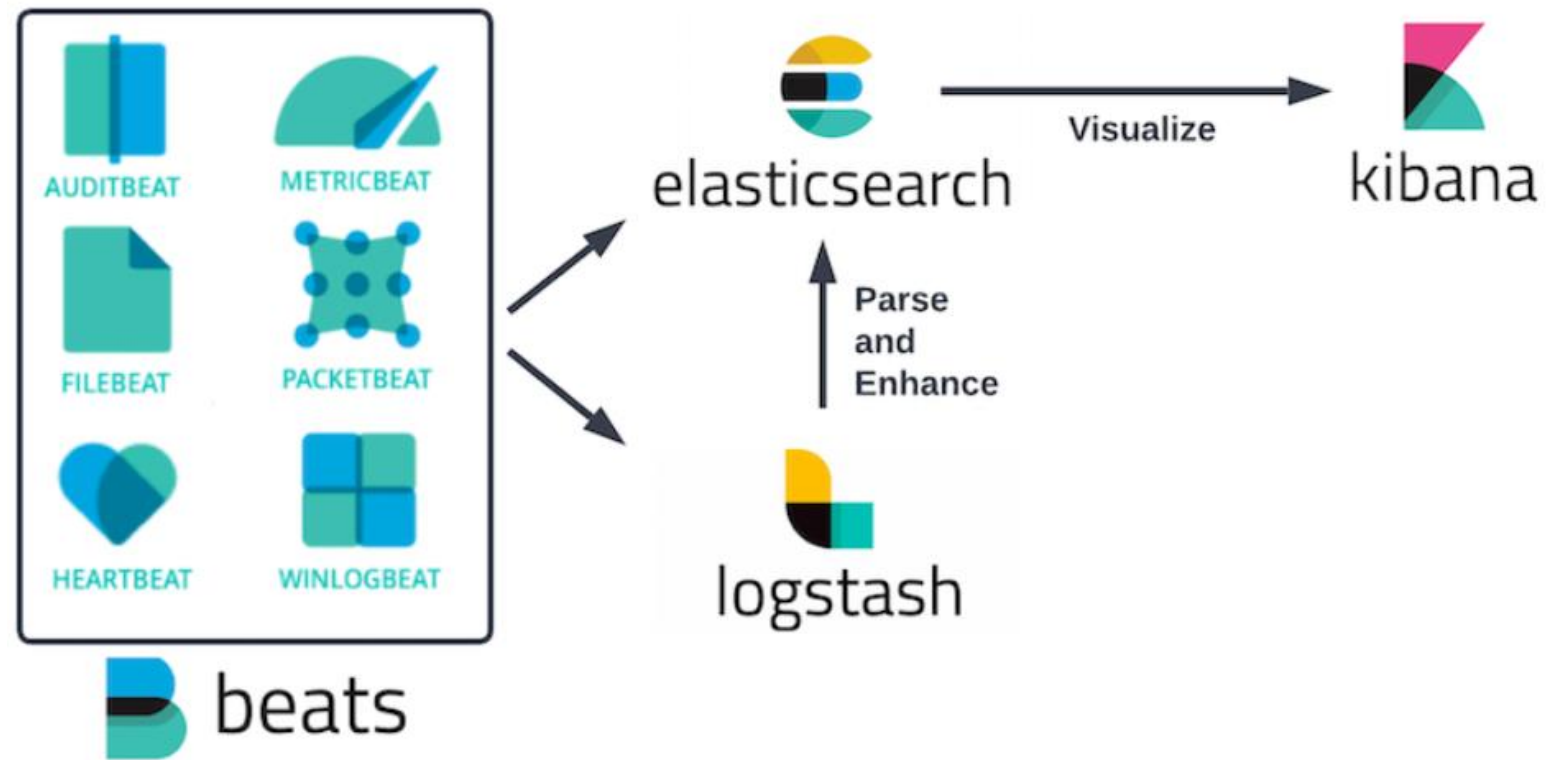 AUDITBEAT
METRICBEAT
FILEBEAT
PACKETBEAT
HEARTBEAT
WINLOGBEAT
beats
elasticsearch
Visualize
kibana
Parse
and
Enhance
logstash